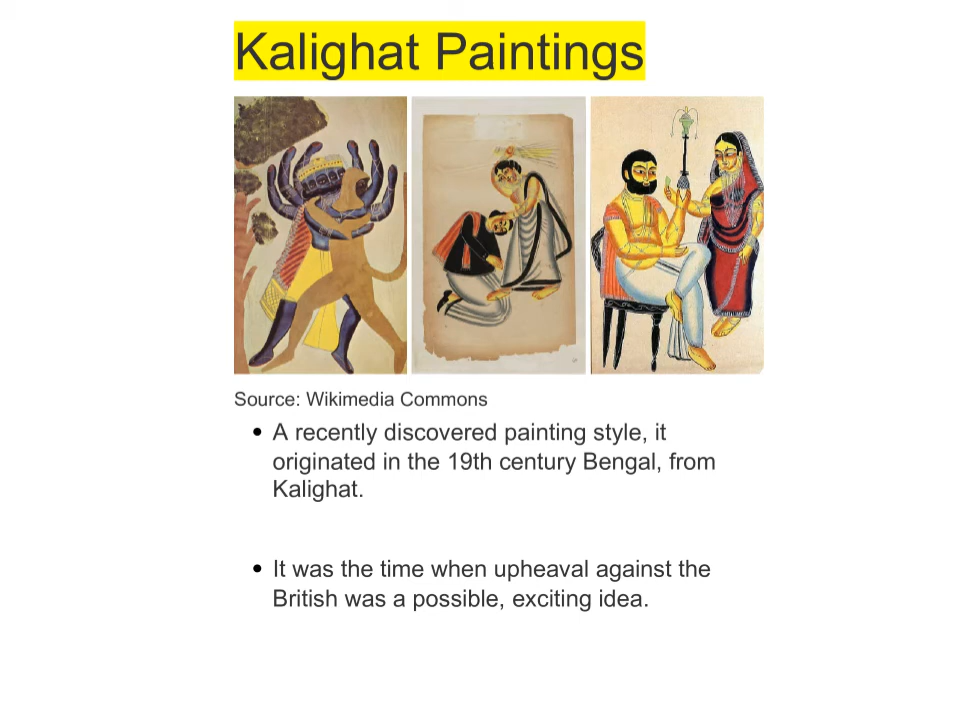 Kalighat Paintings
Source: Wikimedia Commons
• A recently discovered painting style, it
originated in the 19th century Bengal, from
Kalighat.
• It was the time when upheaval against the
British was a possible, exciting idea.